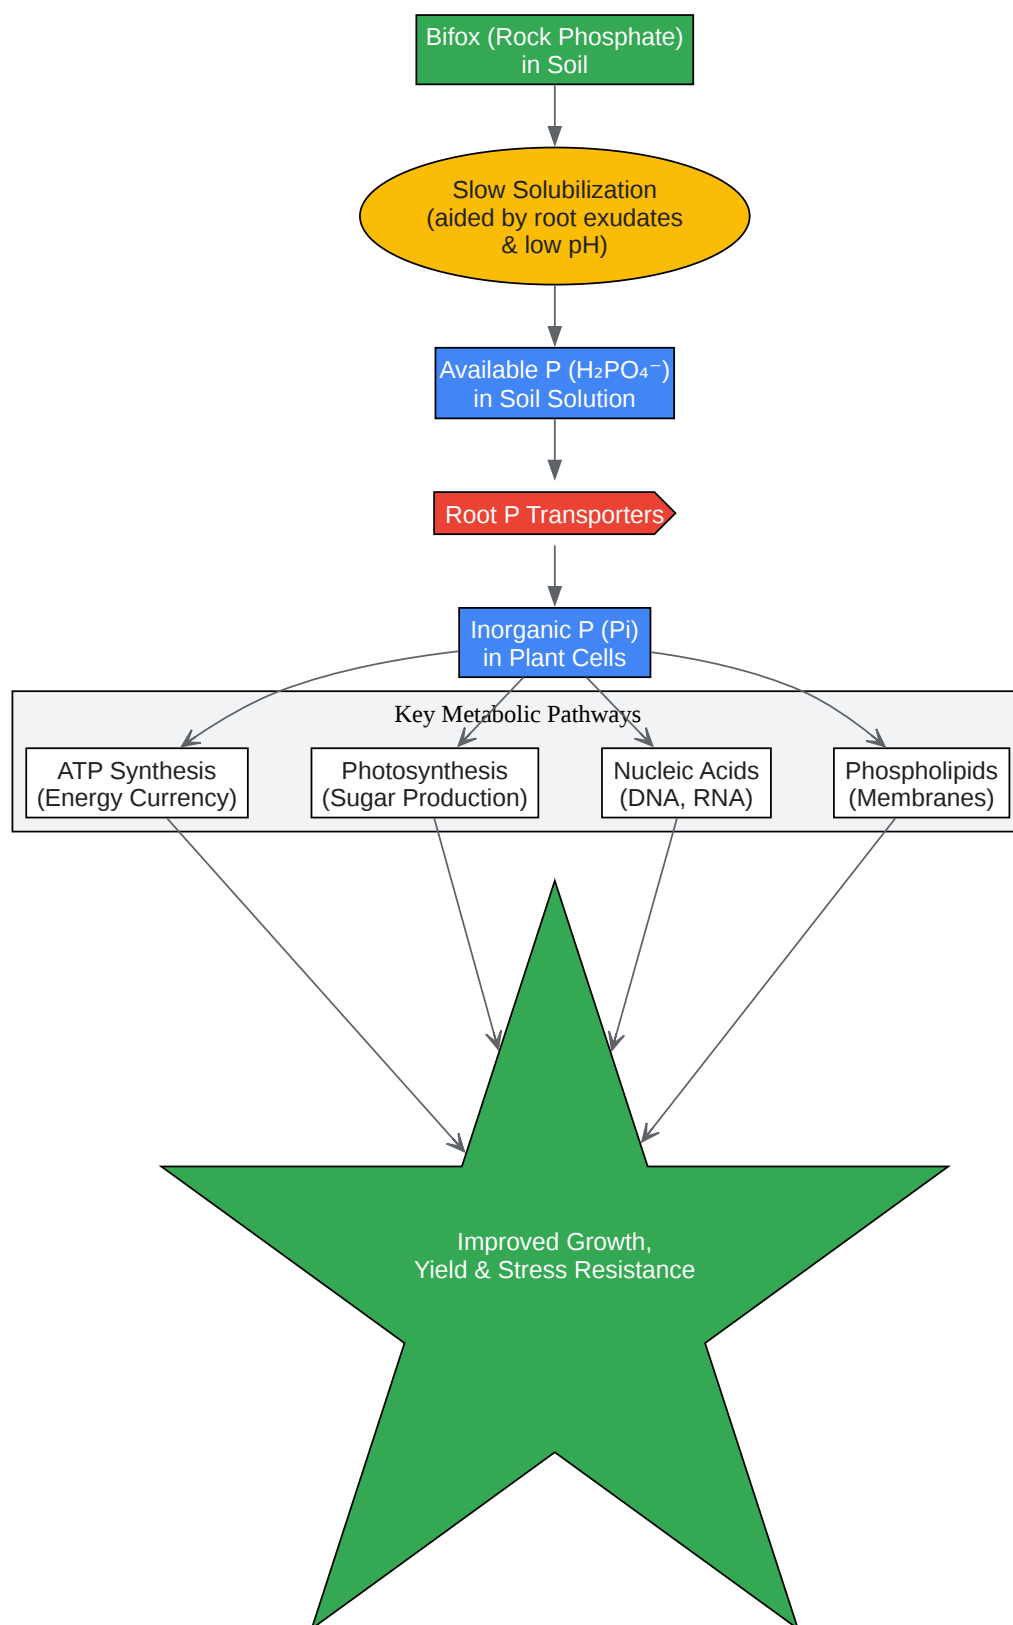 Bifox (Rock Phosphate)
in Soil
Slow Solubilization
(aided by root exudates
& low pH)
Available P (H₂PO₄⁻)
in Soil Solution
Root P Transporters
Inorganic P (Pi)
in Plant Cells
Key Metabolic Pathways
ATP Synthesis
(Energy Currency)
Photosynthesis
(Sugar Production)
Nucleic Acids
(DNA, RNA)
Phospholipids
(Membranes)
Improved Growth,
Yield & Stress Resistance